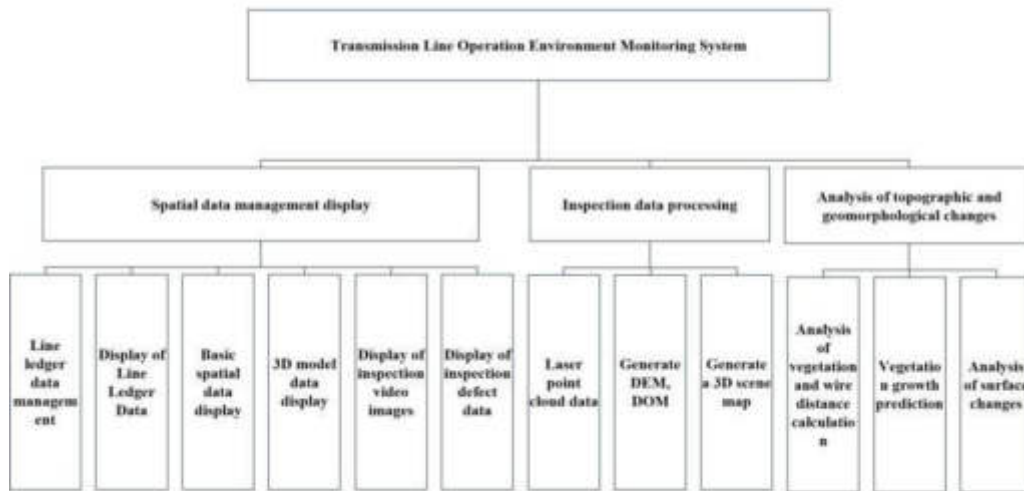 Transmission Line Operation Environment Monitoring System
Spatial data management display
Inspection data processing
Analysis of topographic and
geomorphological changes
Line
ledger
data
managem
ent
Display of
Line
Ledger
Data
Basic
spatial
data
display
3D model
data
display
Display of
inspection
video
images
Display of
inspection
defect
data
Laser
point
cloud data
Generate
DEM,
DOM
Generate
a 3D scene
map
Analysis
of
vegetation
and wire
distance
calculatio
n
Vegetatio
n growth
prediction
Analysis
of surface
changes